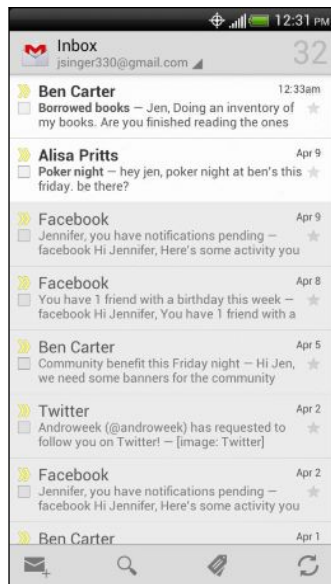 12:31 PM
Inbox
jsinger330@gmail.com
32
Ben Carter 12:33am
Borrowed books — Jen, Doing an inventory of
my books. Are you finished reading the ones
Alisa Pritts Apr 9
Poker night — hey jen, poker night at ben's this
friday. be there?
Facebook Apr 9
Jennifer, you have notifications pending —
facebook Hi Jennifer, Here's some activity you
Facebook Apr 8
You have 1 friend with a birthday this week —
facebook Hi Jennifer, You have 1 friend with a
Ben Carter Apr 5
Community benefit this Friday night — Hi Jen,
we need some banners for the community
Twitter Apr 2
Androweek (@androweek) has requested to
follow you on Twitter! — [image: Twitter]
Facebook Apr 2
Jennifer, you have notifications pending —
facebook Hi Jennifer, Here's some activity you
Ben Carter Apr 1